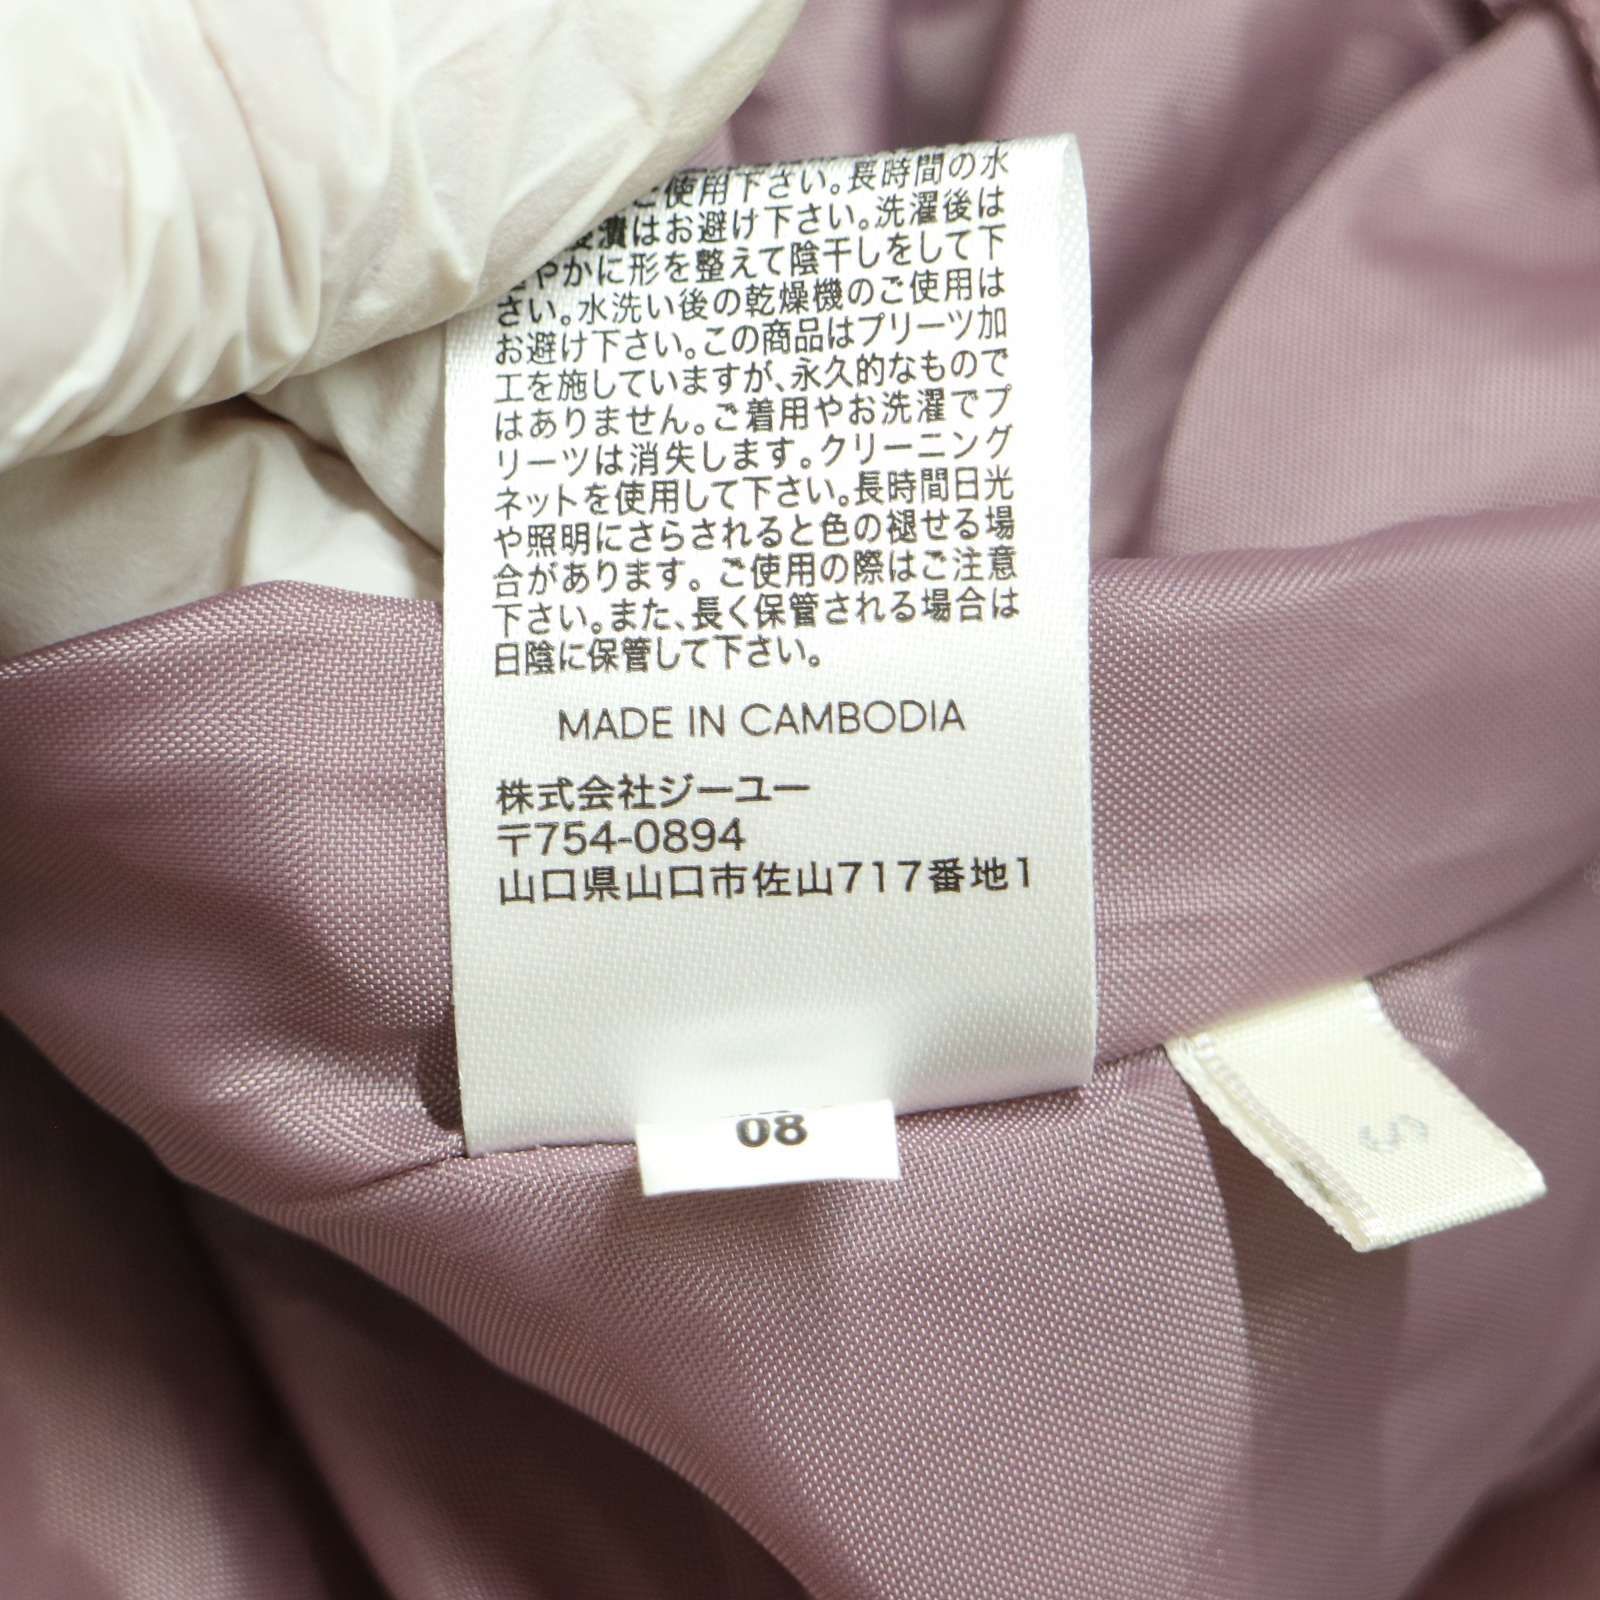 ご使用下さい。長時間の水
浸漬はお避け下さい。洗濯後は
やかに形を整えて陰干しをして下
さい。水洗い後の乾燥機のご使用は
お避け下さい。この商品はプリーツ加
工を施していますが、永久的なもので
はありません。ご着用やお洗濯でプ
リーツは消失します。クリーニング
ネットを使用して下さい。長時間日光
や照明にさらされると色の褪せる場
合があります。ご使用の際はご注意
下さい。また、長く保管される場合は
日陰に保管して下さい。
MADE IN CAMBODIA
株式会社ジーユー
〒754-0894
山口県山口市佐山717番地1
08
S